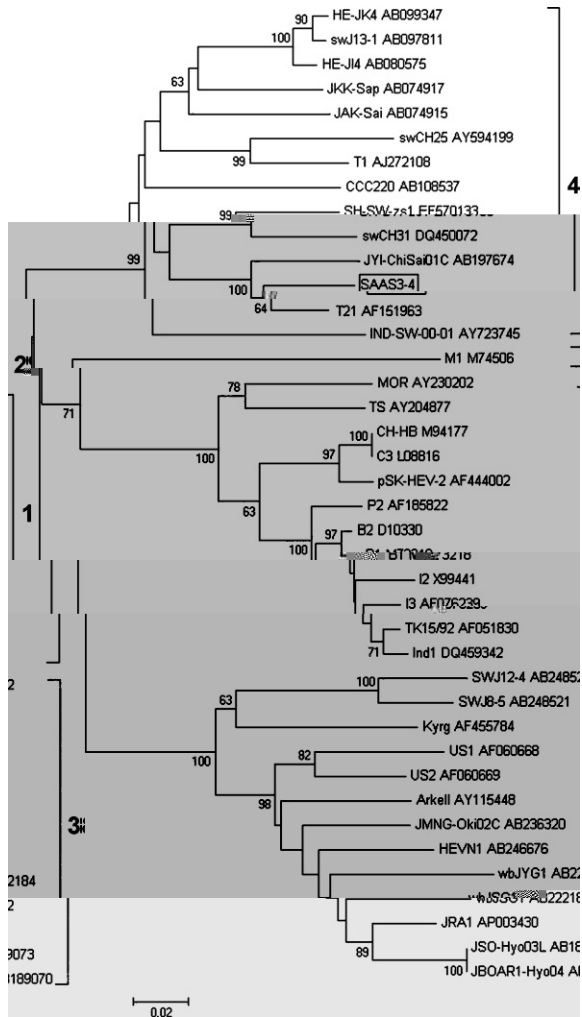 HE-JK4 AB099347
90
swJ13-1 AB097811
100
HE-JI4 AB080575
63
JKK-Sap AB074917
JAK-Sai AB074915
swCH25 AY594199
99
T1 AJ272108
CCC220 AB108537
4
99
swCH31 DQ450072
JYI-ChiSai01C AB197674
99
100
SAAS3-4
64
T21 AF151963
IND-SW-00-01 AY723745
2
M1 M74506
78
MOR AY230202
71
TS AY204877
100
CH-HB M94177
100
97
C3 L08816
pSK-HEV-2 AF444002
63
P2 AF185822
1
97
B2 D10330
100
I2 X99441
I3
TK15/92 AF051830
71
Ind1 DQ459342
100
SWJ12-4
2
63
SWJ8-5 AB248521
Kyrg AF455784
100
82
US1 AF060668
US2 AF060669
98
Arkell AY115448
3
JMNG-Oki02C AB236320
HEVN1 AB246676
wbJYG1
2184
2
JRA1 AP003430
89
JSO-Hyo03L
9073
100
JBOAR1-Hyo04
189070
0.02